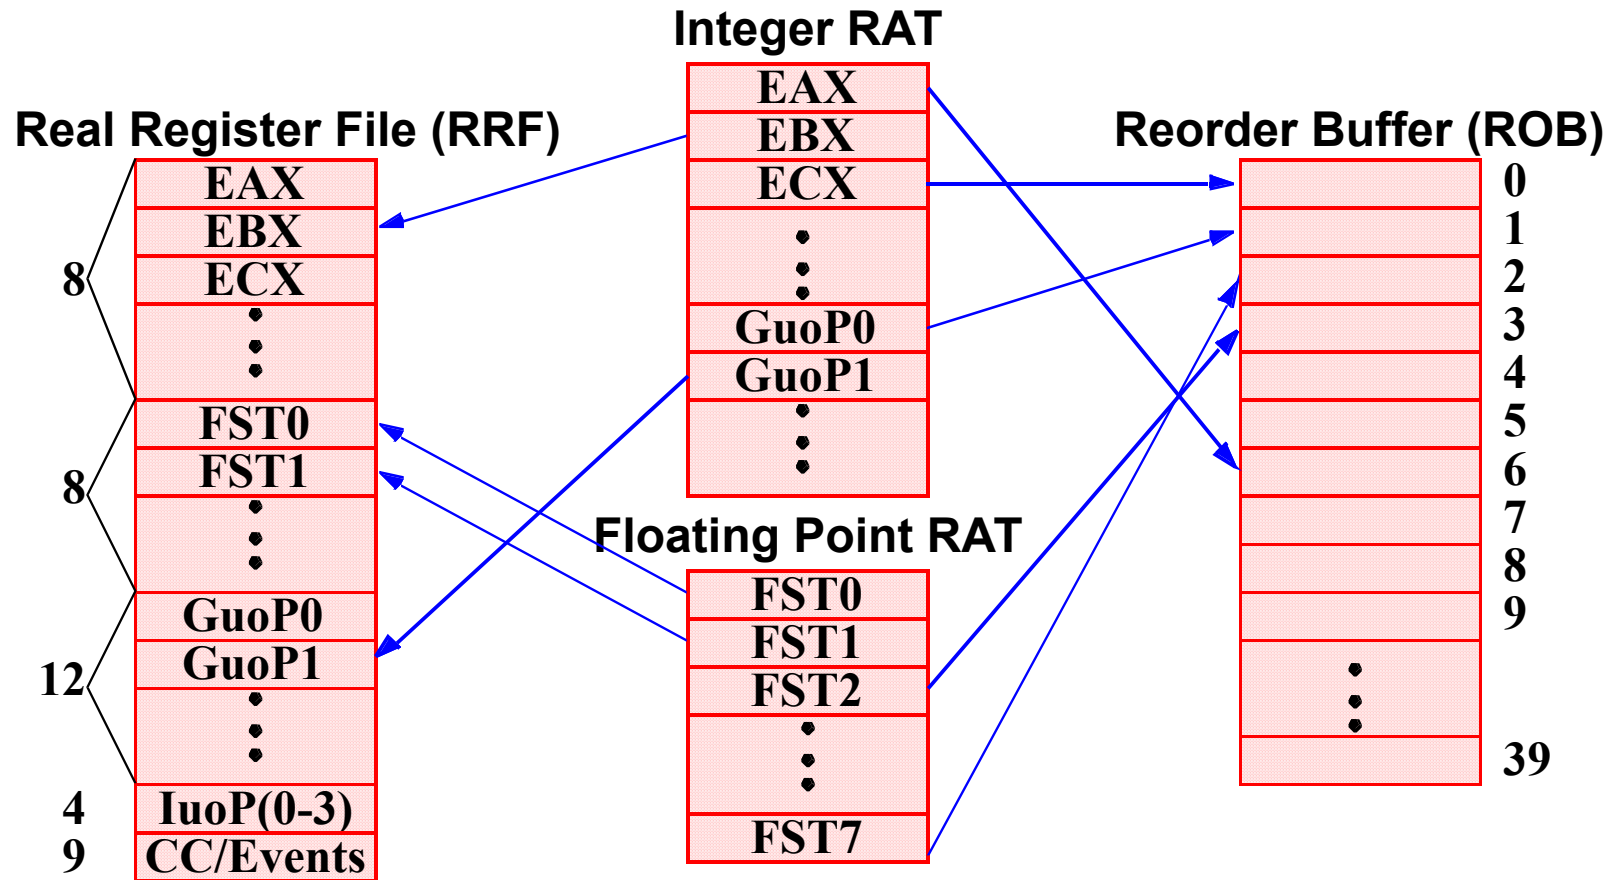 Integer RAT
EAX
EBX
ECX
GuoP0
GuoP1
Real Register File (RRF)
EAX
EBX
ECX
8
FST0
FST1
8
GuoP0
GuoP1
12
4 IuoP(0-3)
9 CC/Events
Floating Point RAT
FST0
FST1
FST2
FST7
Reorder Buffer (ROB)
0
1
2
3
4
5
6
7
8
9
39